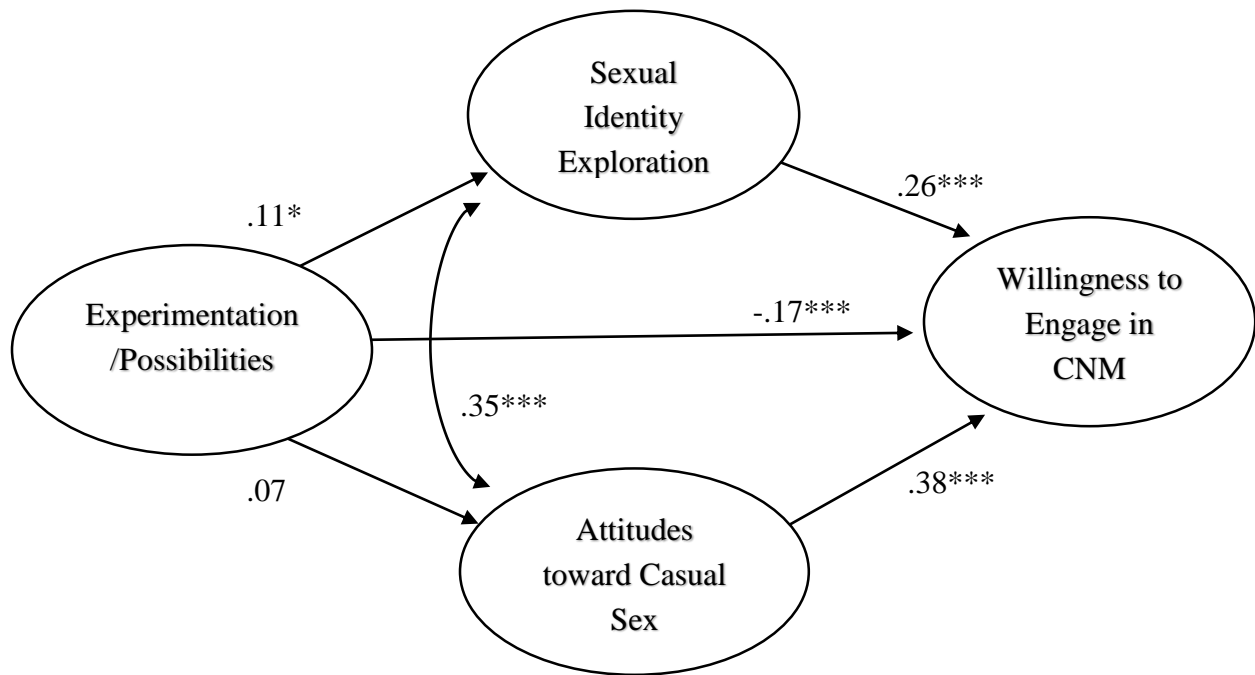 Sexual
Identity
Exploration
.11*
.26***
Experimentation
/Possibilities
-.17***
Willingness to
Engage in
CNM
.35***
.07
.38***
Attitudes
toward Casual
Sex